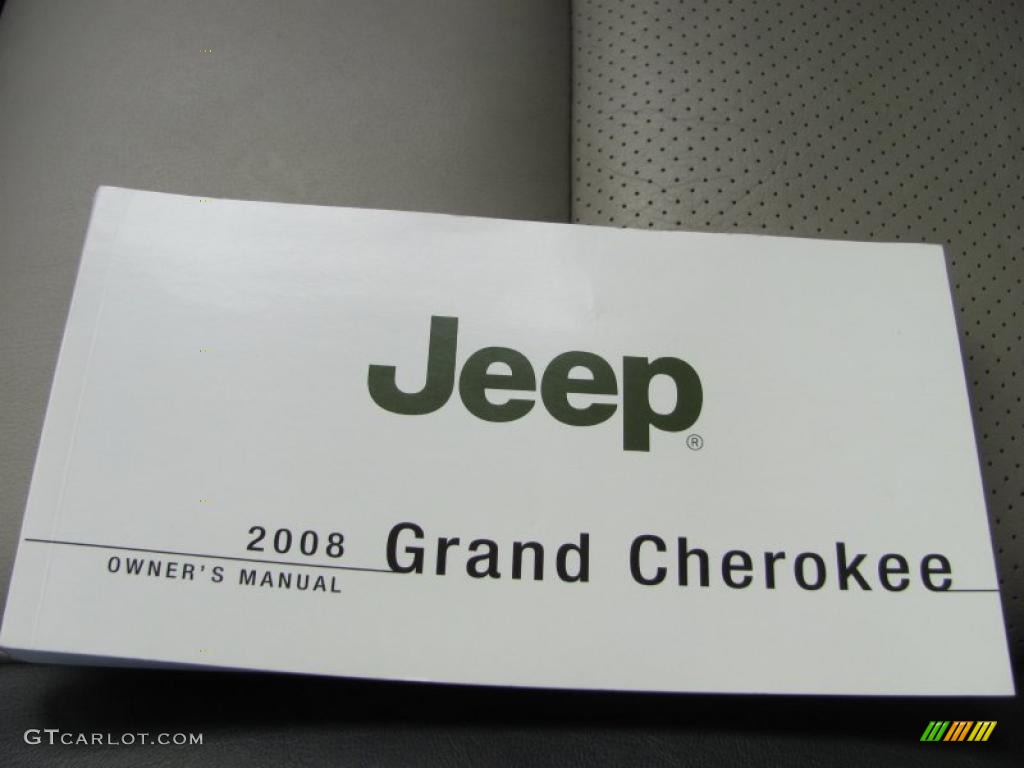 Jeep®
2008 Grand Cherokee
OWNER'S MANUAL
GTCARLOT.COM